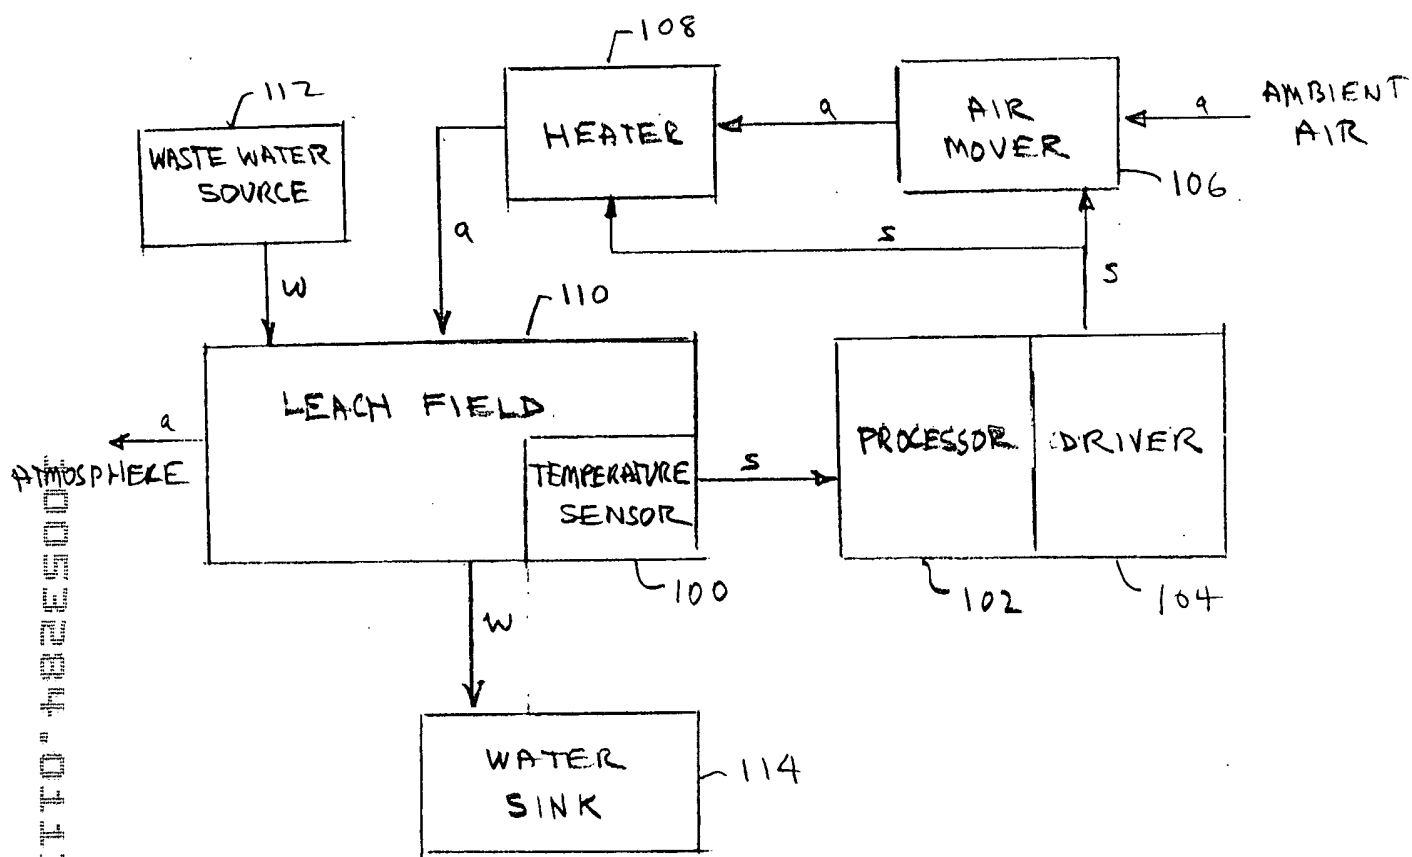 108
112
WASTE WATER
SOURCE
HEATER
a
AIR
MOVER
a
AMBIENT
AIR
106
a
s
s
w
110
LEACH FIELD
a
ATMOSPHERE
TEMPERATURE
SENSOR
s
PROCESSOR
DRIVER
100
102
104
w
WATER
SINK
114